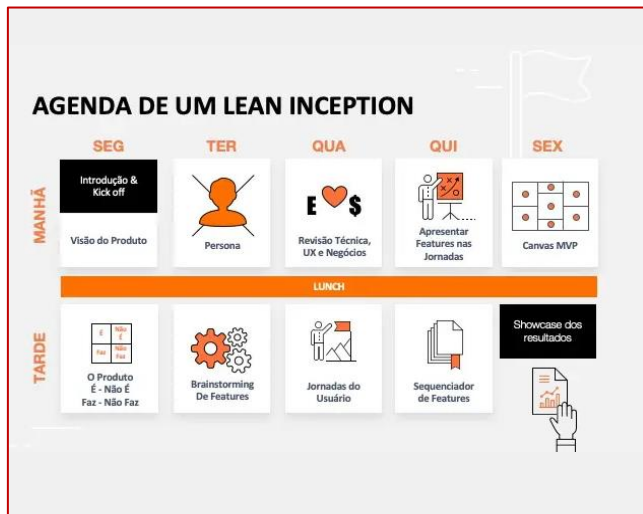 AGENDA DE UM LEAN INCEPTION
SEG TER QUA QUI SEX
MANHÃ
Introdução &
Kick off
Visão do Produto
Persona
E $
Revisão Técnica,
UX e Negócios
Apresentar
Features nas
Jornadas
Canvas MVP
LUNCH
TARDE
É Não É
Faz Não Faz
O Produto
É - Não É
Faz - Não Faz
Brainstorming
De Features
Jornadas do
Usuário
Sequenciador
de Features
Showcase dos
resultados